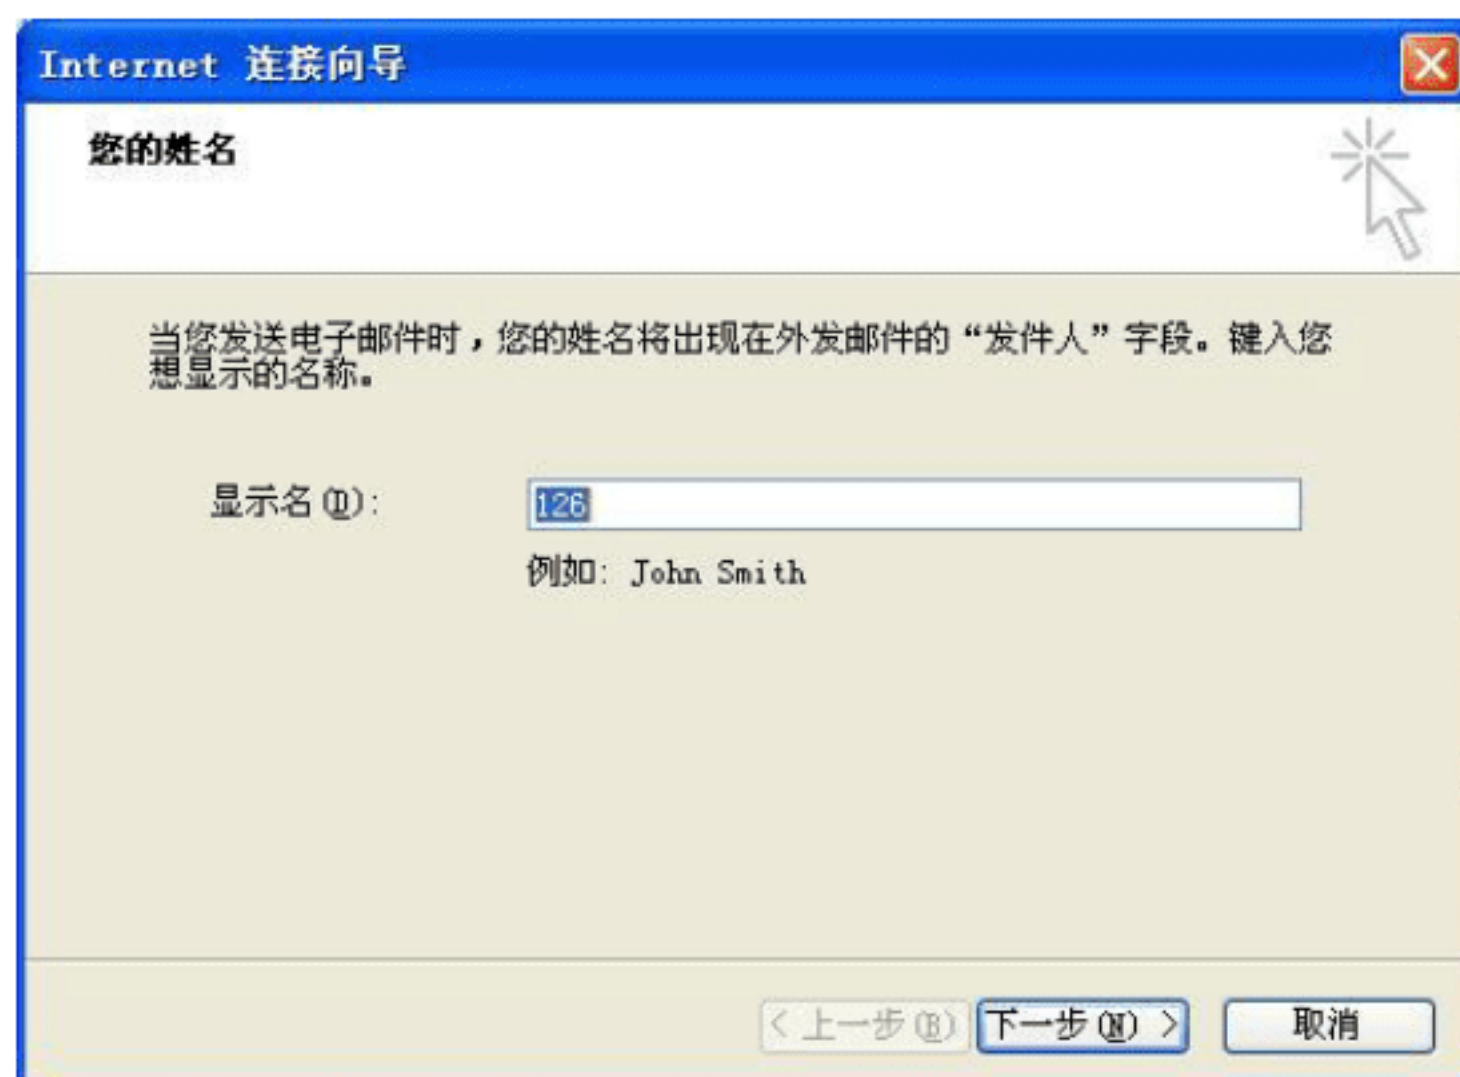 Internet 连接向导
您的姓名
当您发送电子邮件时，您的姓名将出现在外发邮件的“发件人”字段。键入您
想显示的名称。
显示名(D):
126
例如: John Smith
< 上一步(B)
下一步(N) >
取消